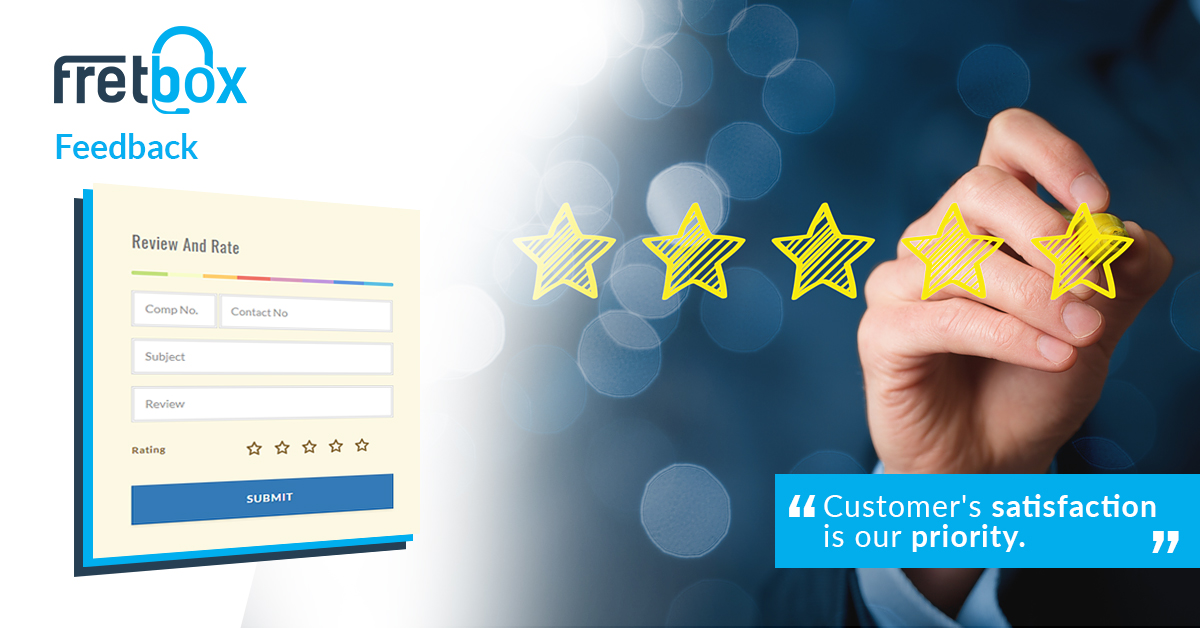 fretbox
Feedback
Review And Rate
Comp No. Contact No
Subject
Review
Rating
SUBMIT
“Customer's satisfaction
is our priority.”